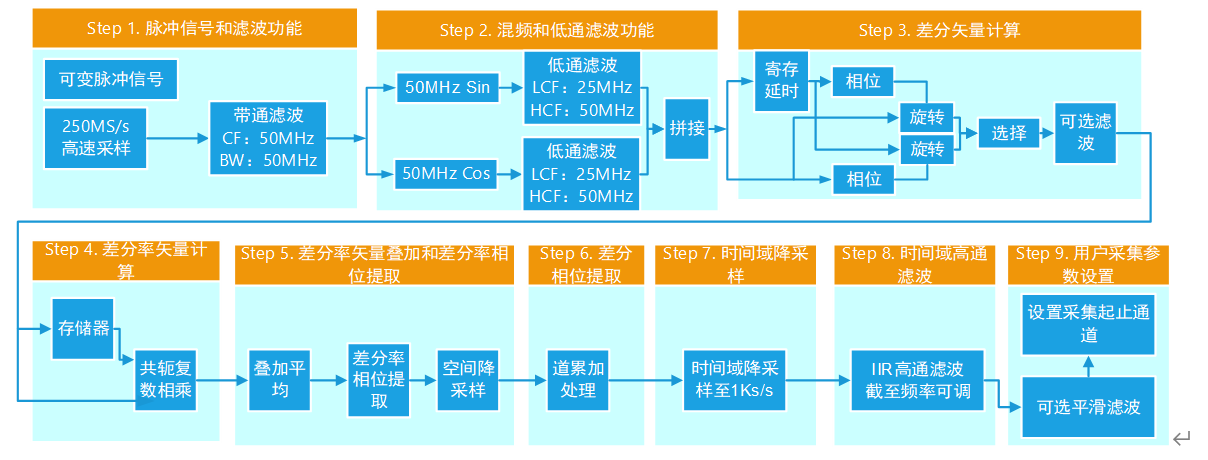 Step 1. 脉冲信号和滤波功能
可变脉冲信号
250MS/s
高速采样
带通滤波
CF：50MHz
BW：50MHz
Step 2. 混频和低通滤波功能
50MHz Sin
低通滤波
LCF：25MHz
HCF：50MHz
50MHz Cos
低通滤波
LCF：25MHz
HCF：50MHz
拼接
Step 3. 差分矢量计算
寄存
延时
相位
旋转
旋转
相位
选择
可选滤
波
Step 4. 差分率矢量计
算
存储器
共轭复
数相乘
Step 5. 差分率矢量叠加和差分率相
位提取
叠加平
均
差分率
相位提
取
空间降
采样
Step 6. 差分
相位提取
道累加
处理
Step 7. 时间域降采
样
时间域降采
样至1Ks/s
Step 8. 时间域高通
滤波
IIR高通滤波
截至频率可调
Step 9. 用户采集参
数设置
设置采集起止通
道
可选平滑滤波